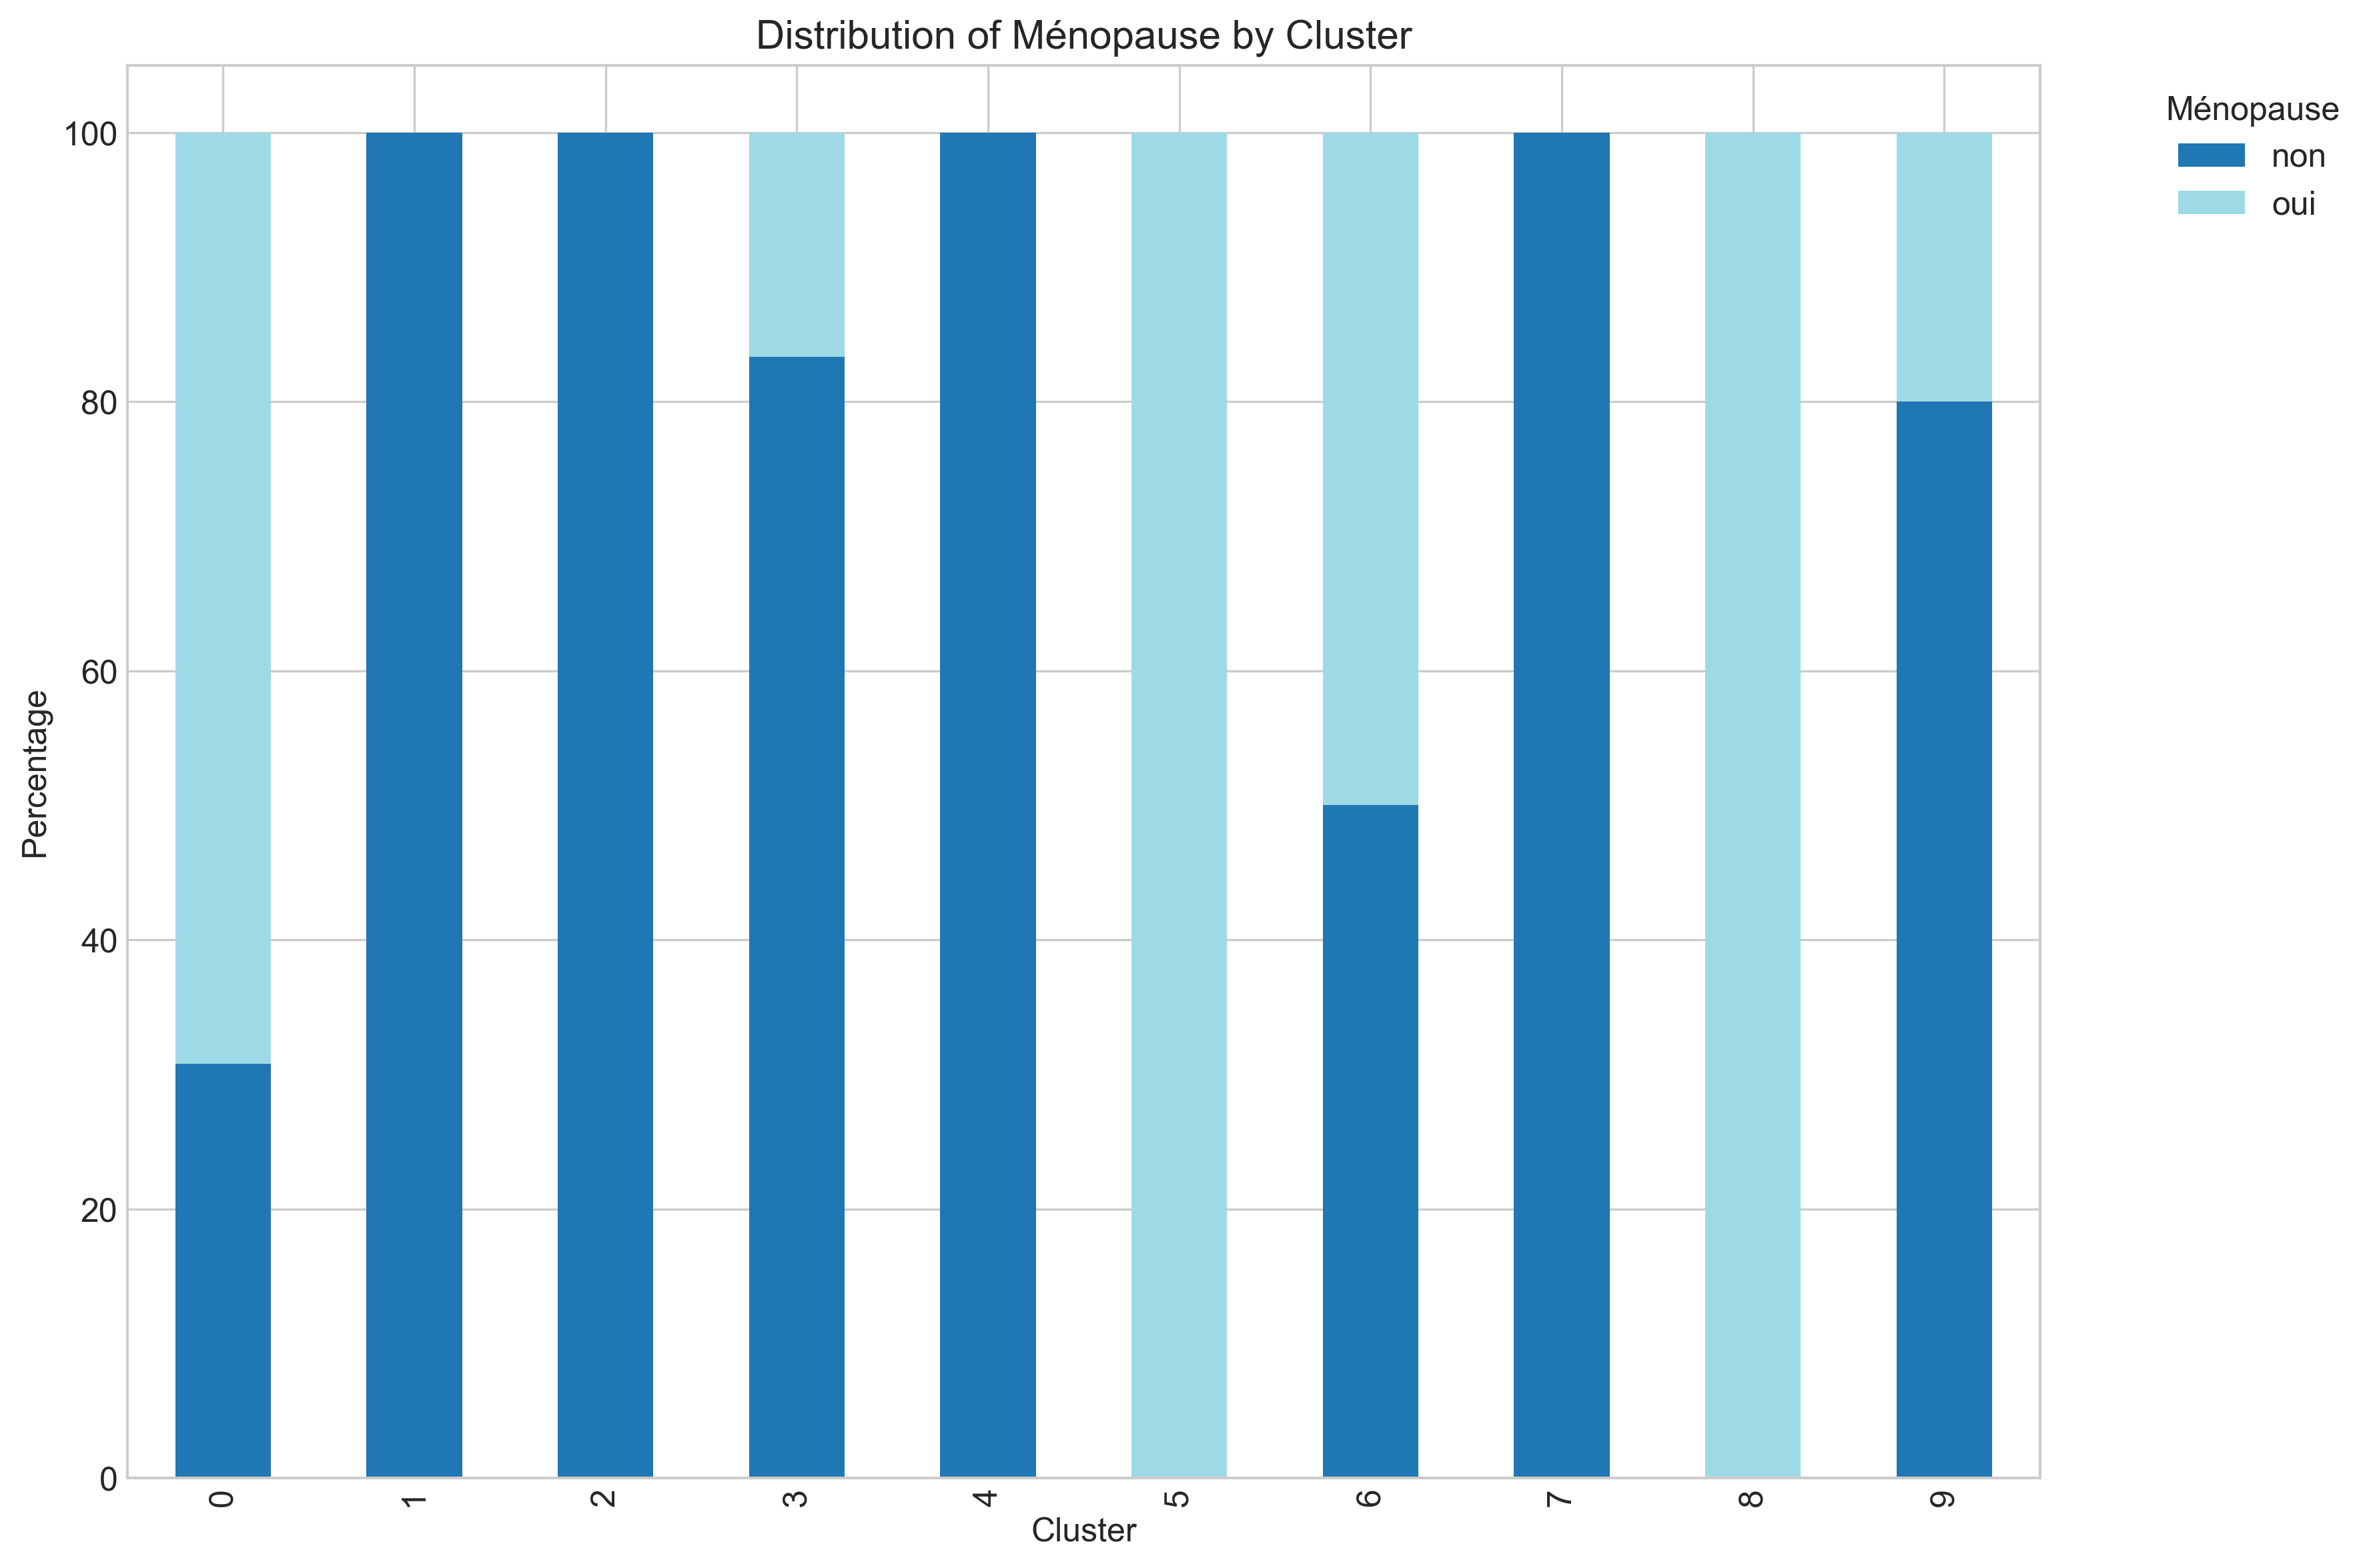 Distribution of Ménopause by Cluster
Ménopause
non
oui
Percentage
100
80
60
40
20
0
0 1 2 3 4 5 6 7 8 9
Cluster